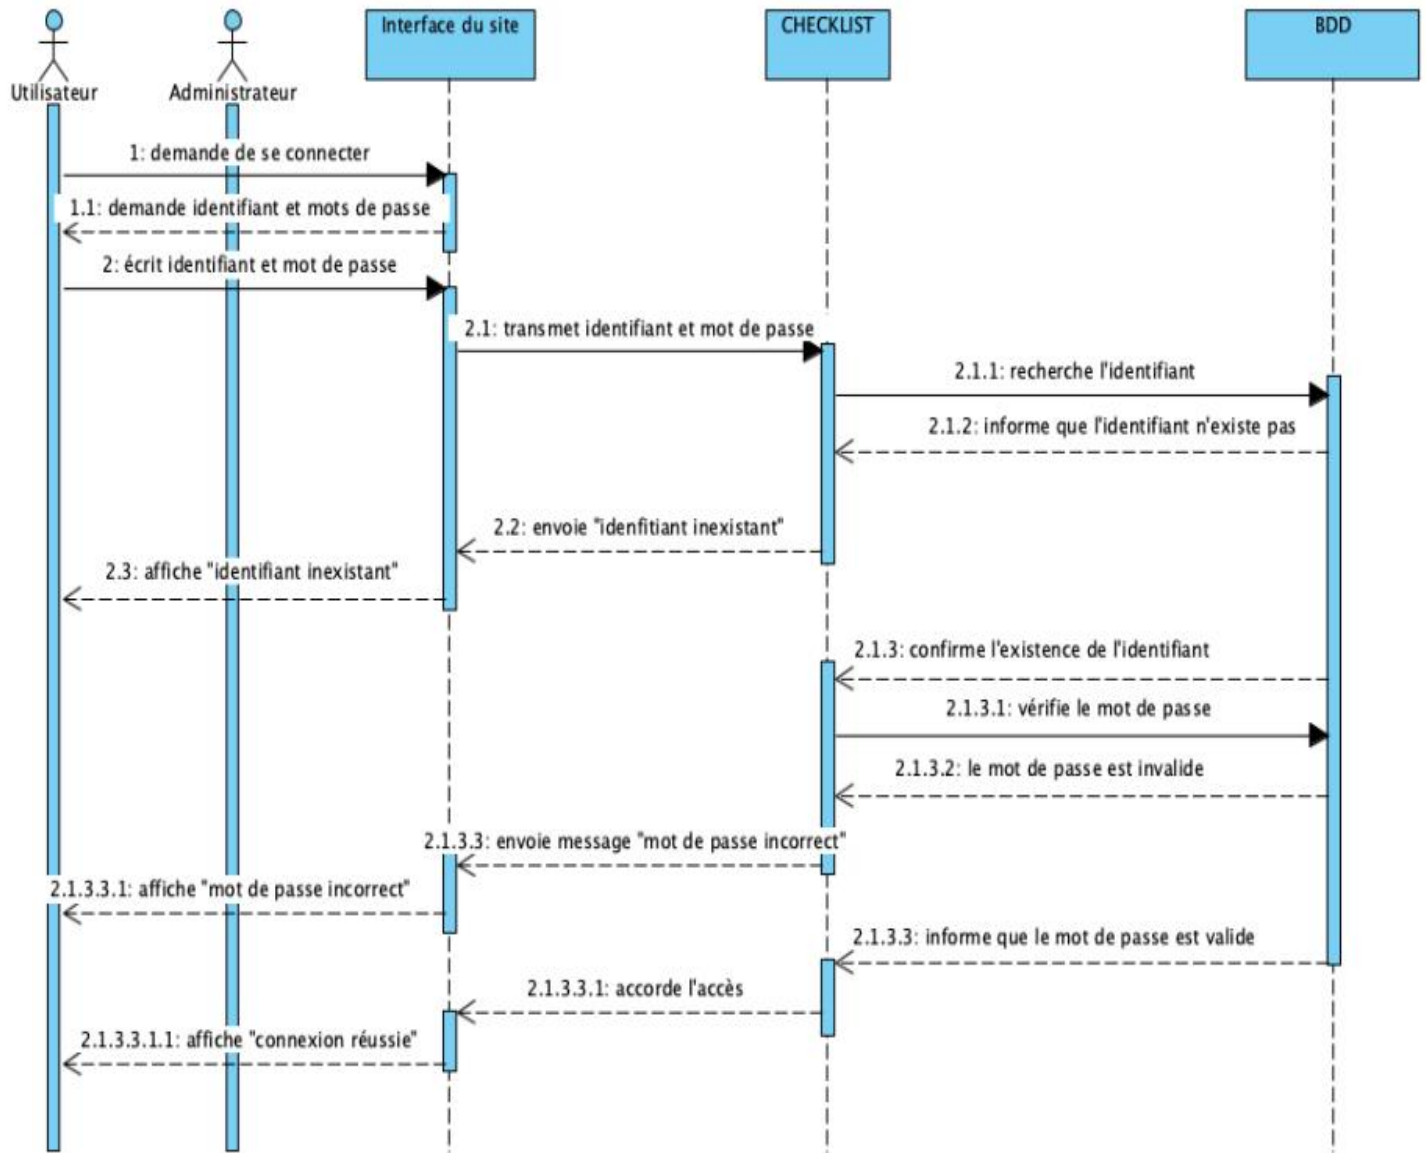 Interface du site
CHECKLIST
BDD
Utilisateur
Administrateur
1: demande de se connecter
1.1: demande identifiant et mots de passe
2: écrit identifiant et mot de passe
2.1: transmet identifiant et mot de passe
2.1.1: recherche l'identifiant
2.1.2: informe que l'identifiant n'existe pas
2.2: envoie "idenfitiant inexistant"
2.3: affiche "identifiant inexistant"
2.1.3: confirme l'existence de l'identifiant
2.1.3.1: vérifie le mot de passe
2.1.3.2: le mot de passe est invalide
2.1.3.3: envoie message "mot de passe incorrect"
2.1.3.3.1: affiche "mot de passe incorrect"
2.1.3.3: informe que le mot de passe est valide
2.1.3.3.1: accorde l'accès
2.1.3.3.1.1: affiche "connexion réussie"